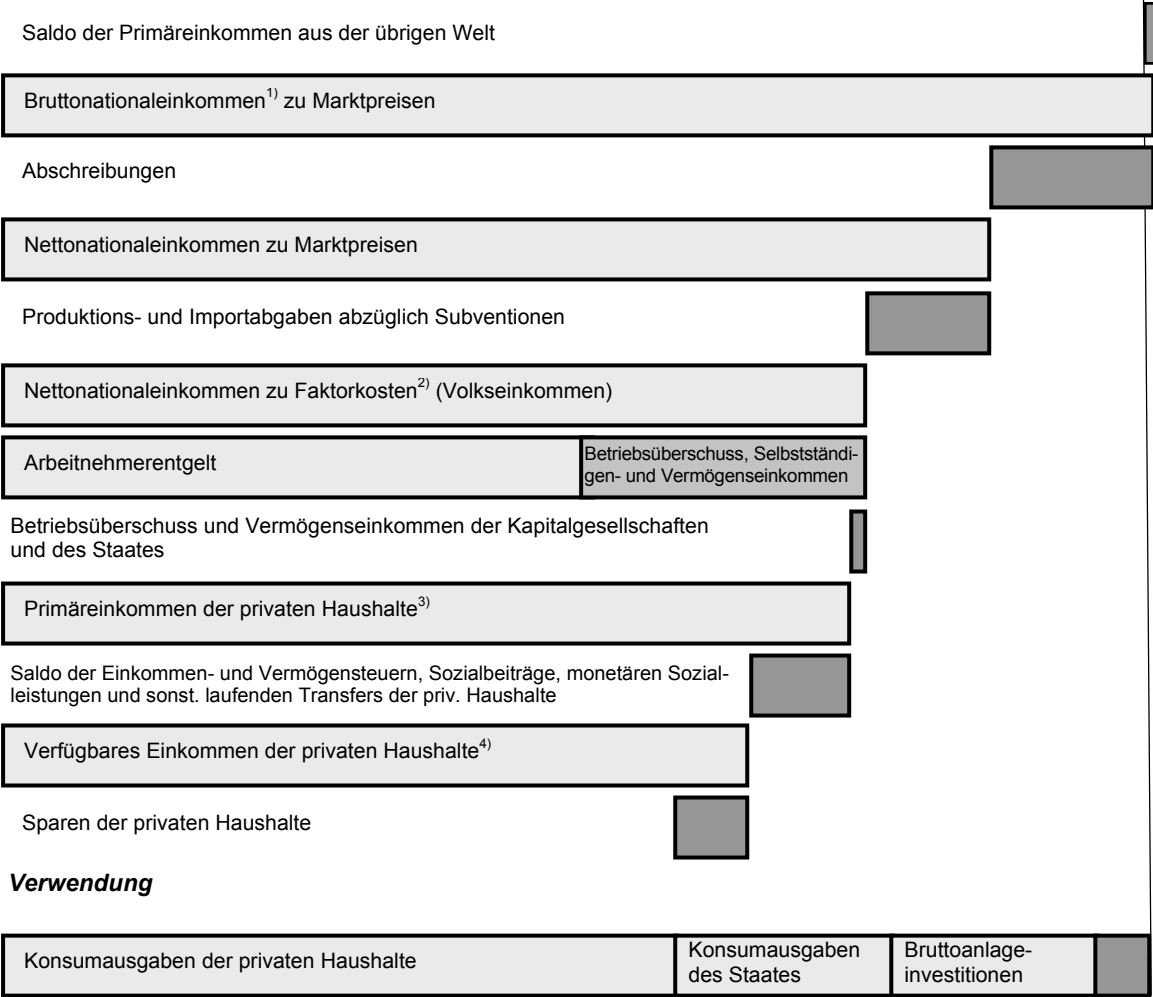 Saldo der Primäreinkommen aus der übrigen Welt
Bruttonationaleinkommen1) zu Marktpreisen
Abschreibungen
Nettonationaleinkommen zu Marktpreisen
Produktions- und Importabgaben abzüglich Subventionen
Nettonationaleinkommen zu Faktorkosten2) (Volkseinkommen)
Arbeitnehmerentgelt
Betriebsüberschuss, Selbstständi-
gen- und Vermögenseinkommen
Betriebsüberschuss und Vermögenseinkommen der Kapitalgesellschaften
und des Staates
Primäreinkommen der privaten Haushalte3)
Saldo der Einkommen- und Vermögensteuern, Sozialbeiträge, monetären Sozial-
leistungen und sonst. laufenden Transfers der priv. Haushalte
Verfügbares Einkommen der privaten Haushalte4)
Sparen der privaten Haushalte
Verwendung
Konsumausgaben der privaten Haushalte
Konsumausgaben
des Staates
Bruttoanlage-
investitionen